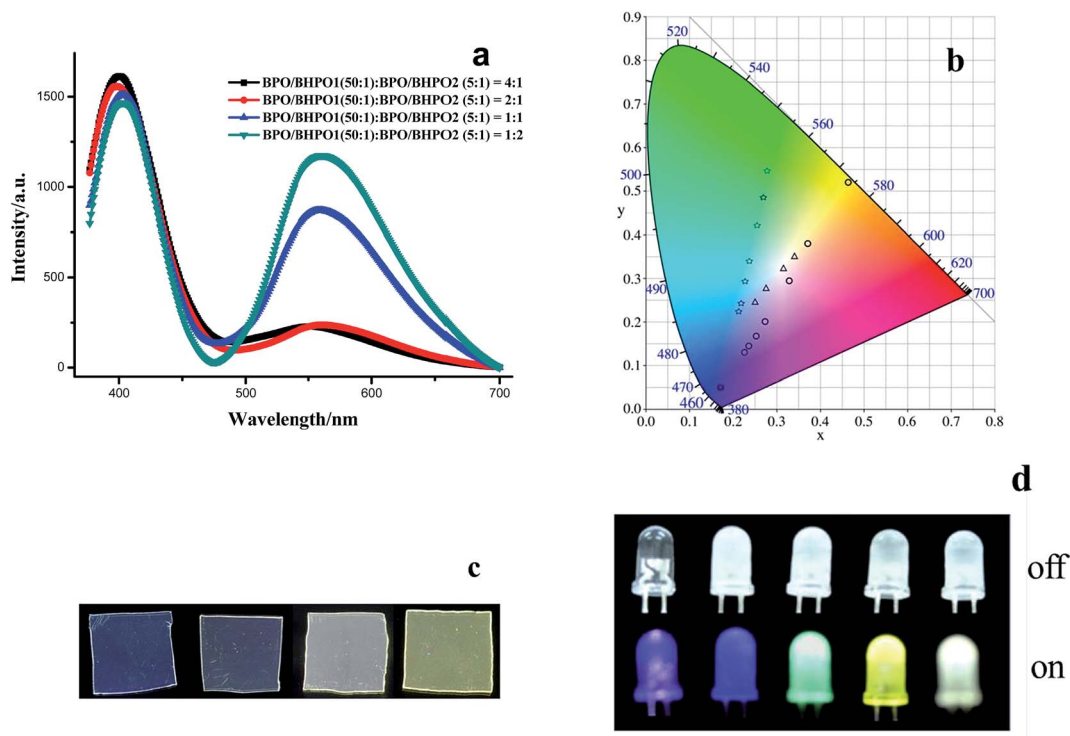 a
BPO/BHPO1(50:1):BPO/BHPO2 (5:1) = 4:1
BPO/BHPO1(50:1):BPO/BHPO2 (5:1) = 2:1
BPO/BHPO1(50:1):BPO/BHPO2 (5:1) = 1:1
BPO/BHPO1(50:1):BPO/BHPO2 (5:1) = 1:2
Intensity/a.u.
1500
1000
500
0
400
500
600
700
Wavelength/nm
b
0.9
0.8
0.7
0.6
0.5
y
0.4
0.3
0.2
0.1
0.0
0.0
0.1
0.2
0.3
0.4
0.5
0.6
0.7
0.8
x
520
540
560
580
600
620
700
500
490
480
470
460
380
c
d
off
on